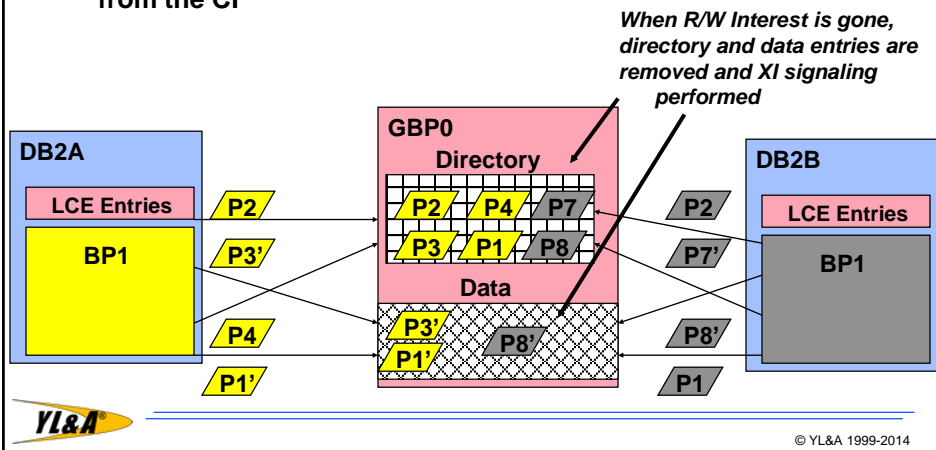 from the CF
When R/W Interest is gone,
directory and data entries are
removed and XI signaling
performed
DB2A
LCE Entries
BP1
P2
P3’
P4
P1’
GBP0
Directory
P2 P4 P7
P3 P1 P8
Data
P3’
P8’
P1’
P2
P7’
P8’
P1
DB2B
LCE Entries
BP1
YL&A®
© YL&A 1999-2014